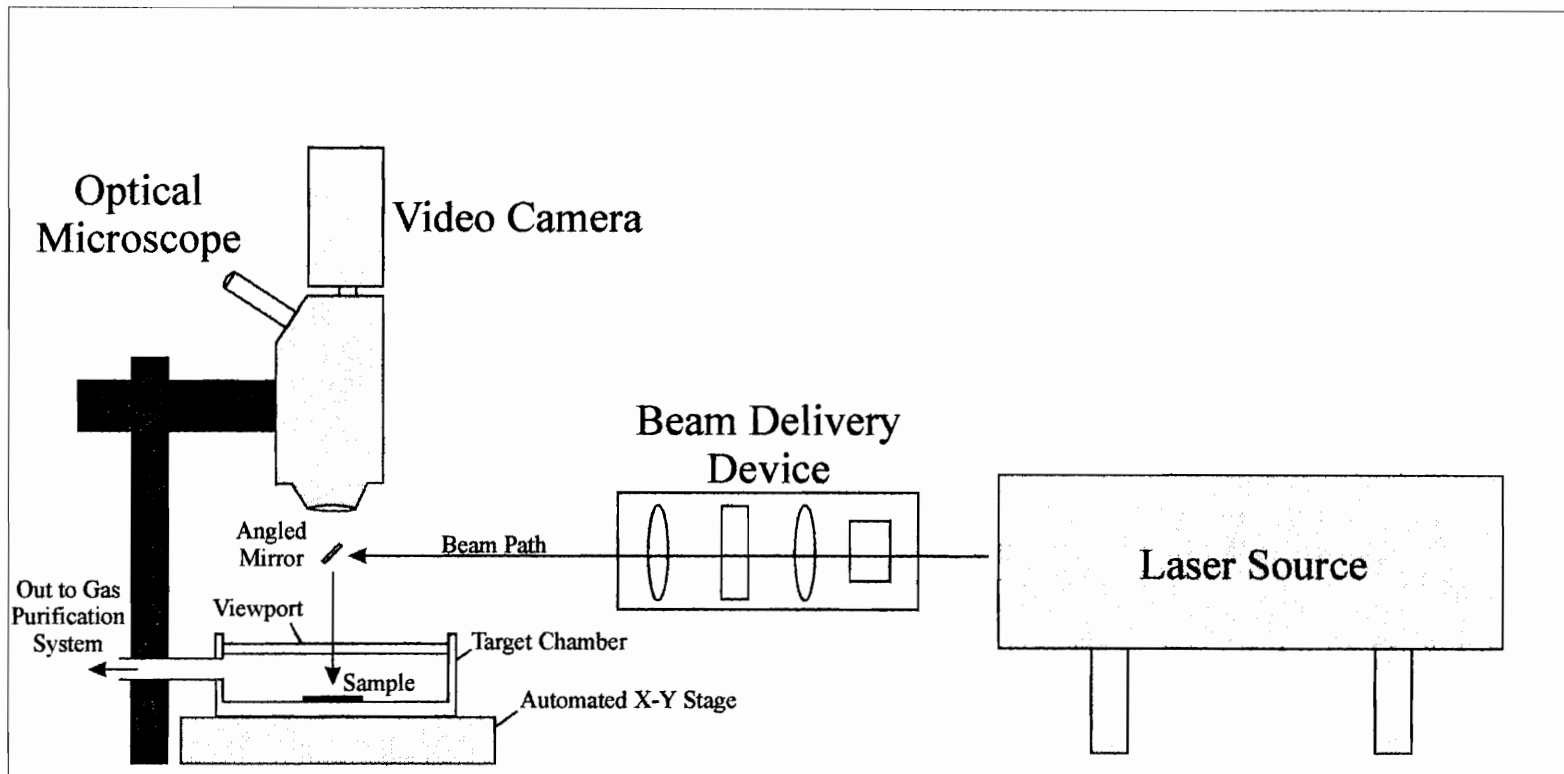 Optical
Microscope
Video Camera
Beam Delivery
Device
Angled
Mirror
Beam Path
Laser Source
Out to Gas
Purification
System
Viewport
Target Chamber
Sample
Automated X-Y Stage